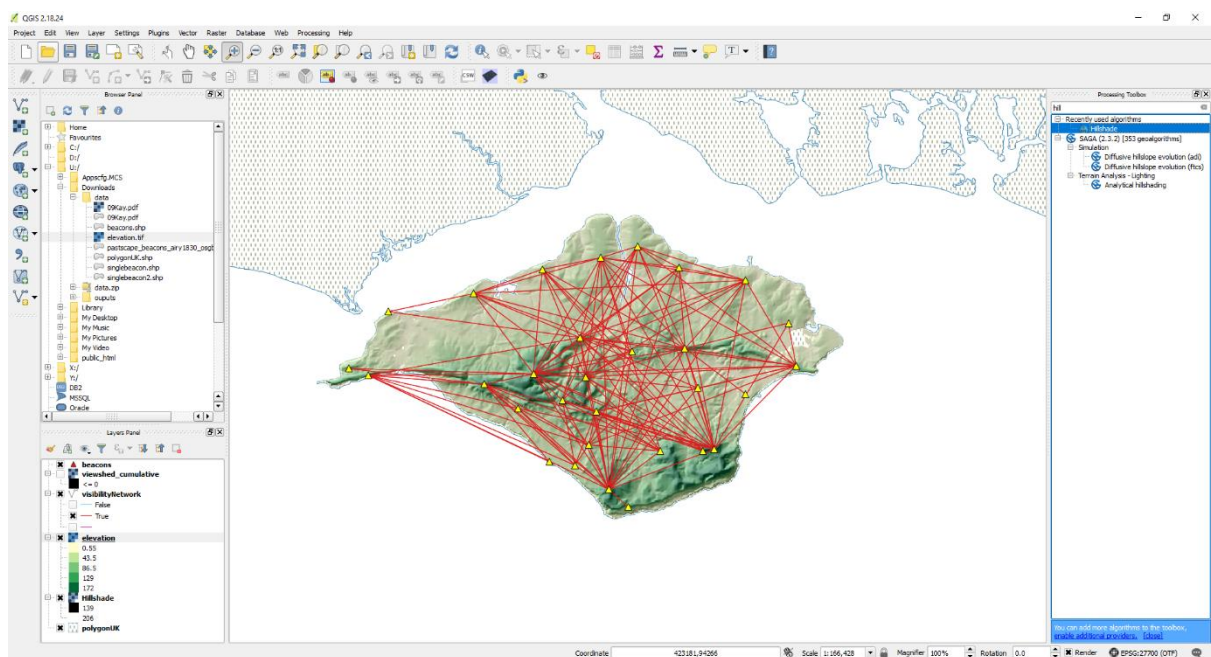 QGIS 2.18.24
Project Edit View Layer Settings Plugins Vector Raster Database Web Processing Help
Browser Panel
Home
Favourites
C:/
D:/
U:/
Appscfg.MCS
Downloads
data
09Kay.pdf
09Kay.pdf
beacons.shp
elevation.tif
pastscape_beacons_airy1830_osgb
polygonUK.shp
singlebeacon.shp
singlebeacon2.shp
data.zip
ouputs
Library
My Desktop
My Music
My Pictures
My Video
public_html
X:/
Y:/
DB2
MSSQL
Oracle
Layers Panel
beacons
viewshed_cumulative
<= 0
visibilityNetwork
False
True
elevation
0.55
43.5
86.5
129
172
Hillshade
139
206
polygonUK
Processing Toolbox
hil
Recently used algorithms
Hillshade
SAGA (2.3.2) [353 geoalgorithms]
Simulation
Diffusive hillslope evolution (adi)
Diffusive hillslope evolution (ftcs)
Terrain Analysis - Lighting
Analytical hillshading
You can add more algorithms to the toolbox,
enable additional providers. [close]
Coordinate 423181,94266 Scale 1:166,428 Magnifier 100% Rotation 0.0 Render EPSG:27700 (OTF)